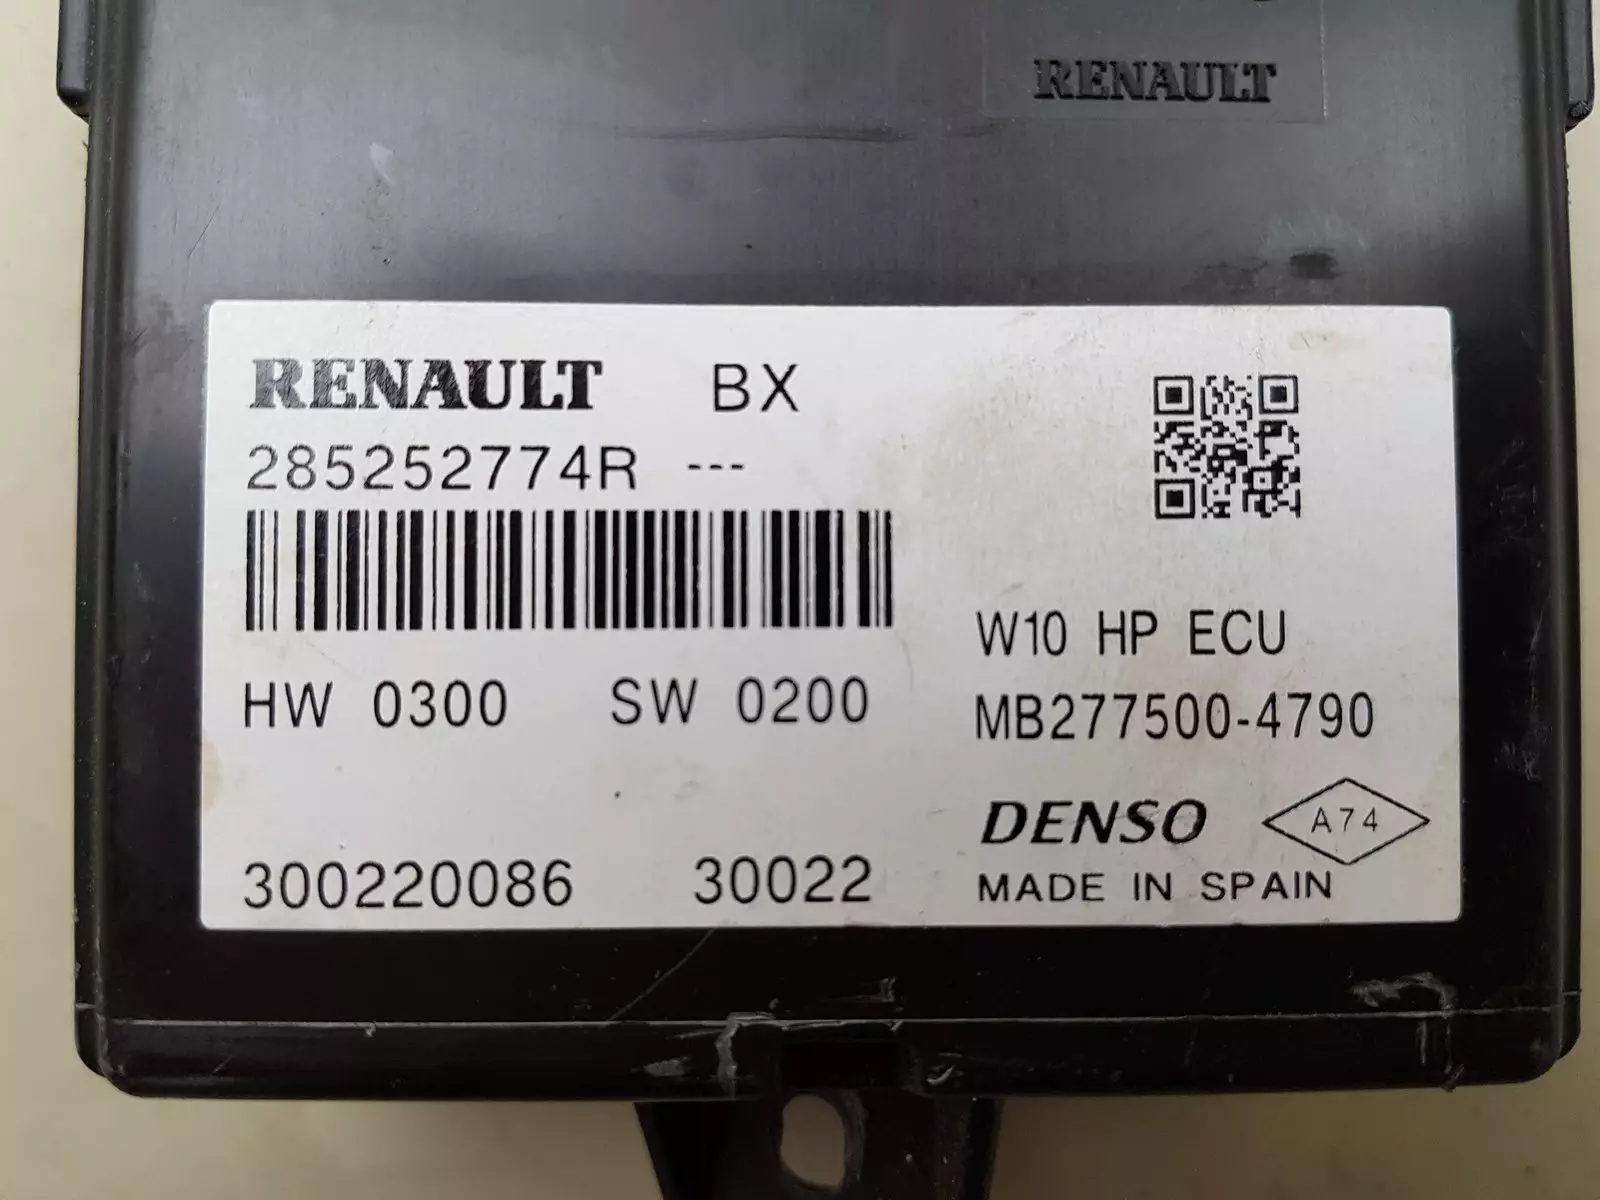 RENAULT
RENAULT BX
285252774R ---
HW 0300 SW 0200
300220086 30022
W10 HP ECU
MB277500-4790
DENSO A74
MADE IN SPAIN